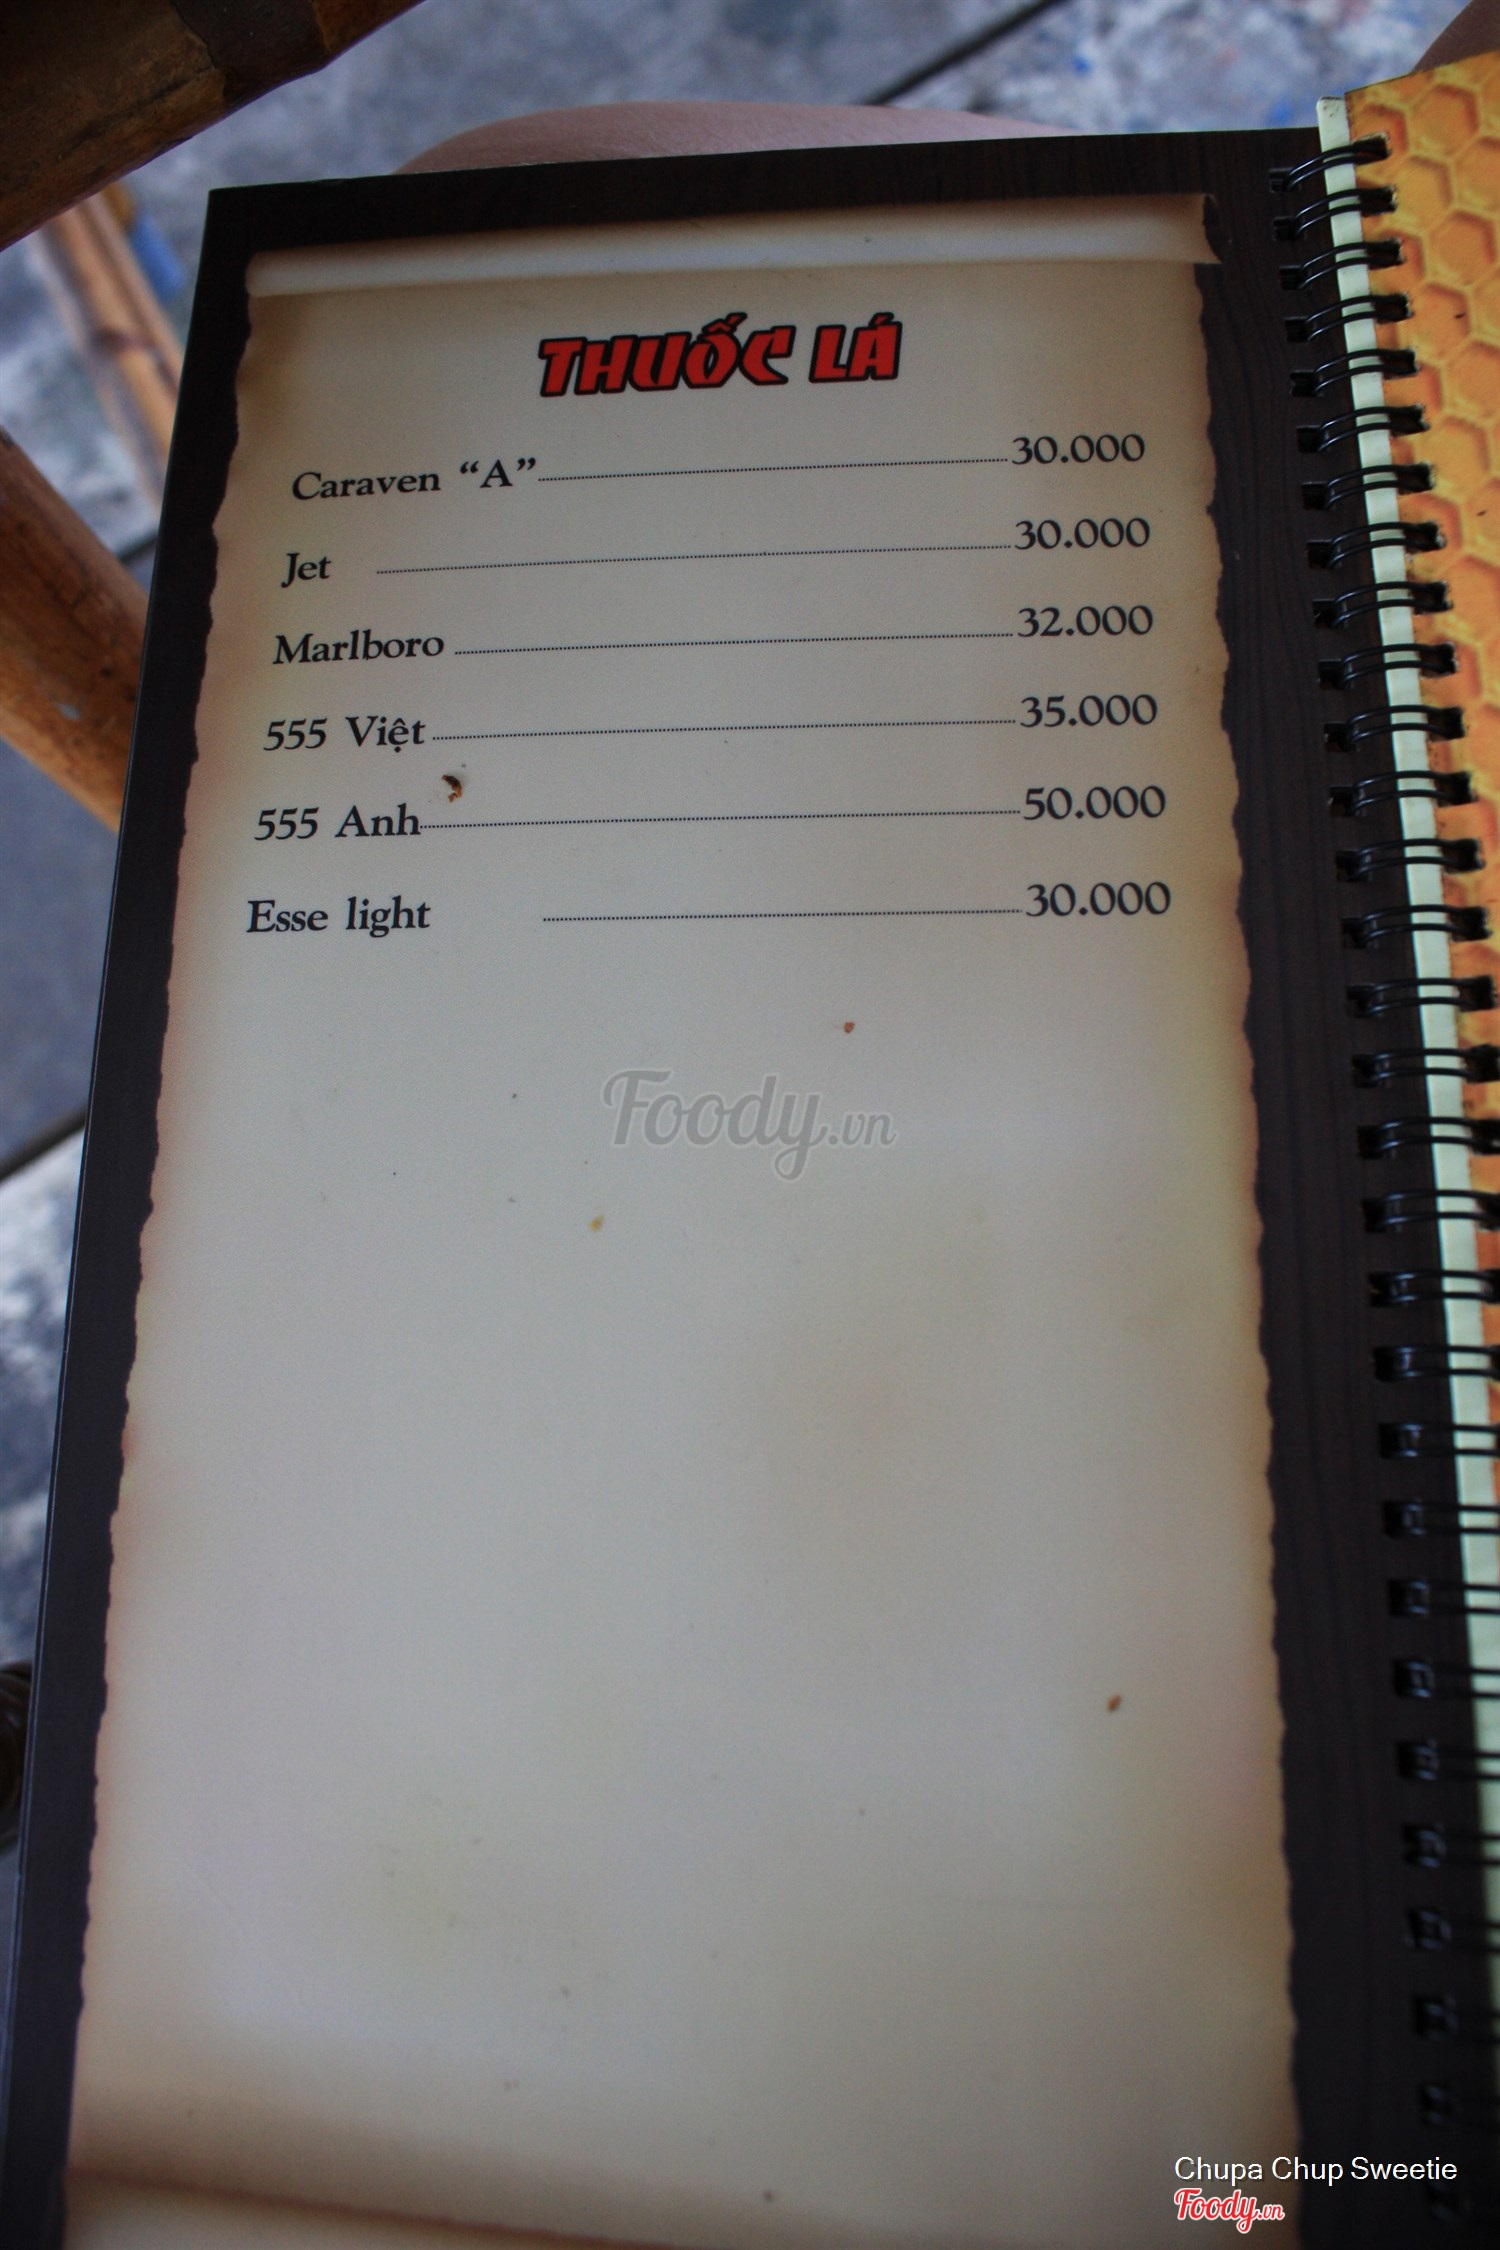 THUỐC LÁ
Caraven “A” 30.000
Jet 30.000
Marlboro 32.000
555 Việt 35.000
555 Anh 50.000
Esse light 30.000
Foody.vn
Chupa Chup Sweetie
Foody.vn